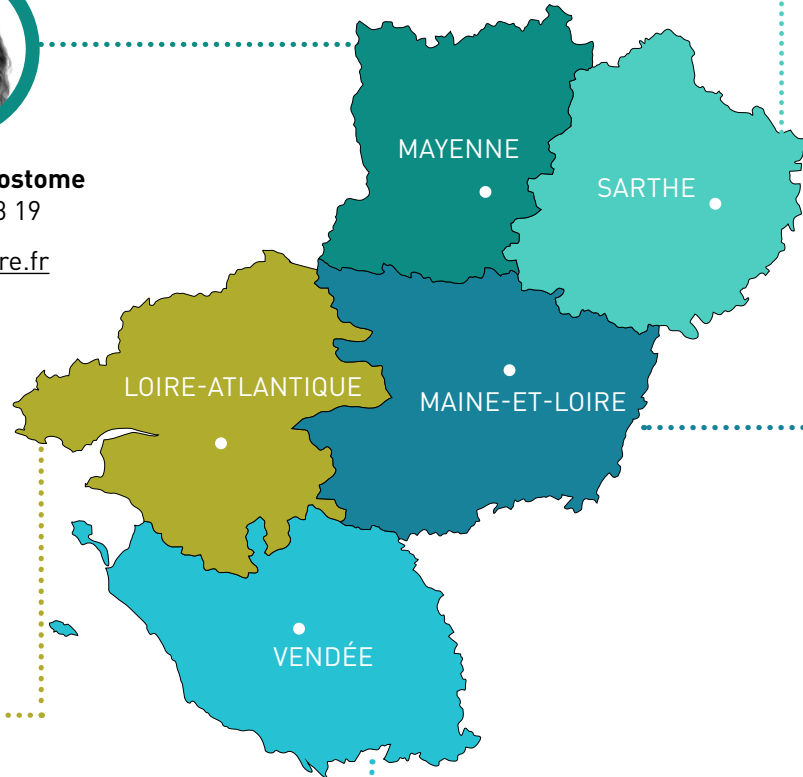 MAYENNE
SARTHE
ostome
3 19
re.fr
LOIRE-ATLANTIQUE
MAINE-ET-LOIRE
VENDÉE